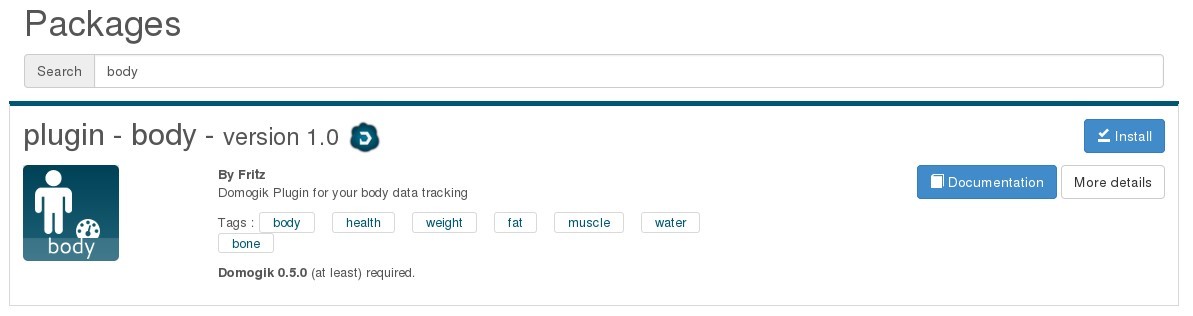 Packages
Search body
plugin - body - version 1.0
Install
body
By Fritz
Domogik Plugin for your body data tracking
Documentation More details
Tags : body health weight fat muscle water
bone
Domogik 0.5.0 (at least) required.